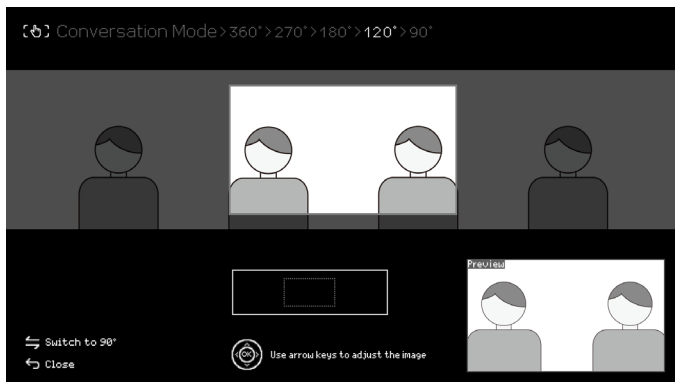 Conversation Mode>360°>270°>180°>120°>90°
Preview
Switch to 90°
OK Use arrow keys to adjust the image
Close